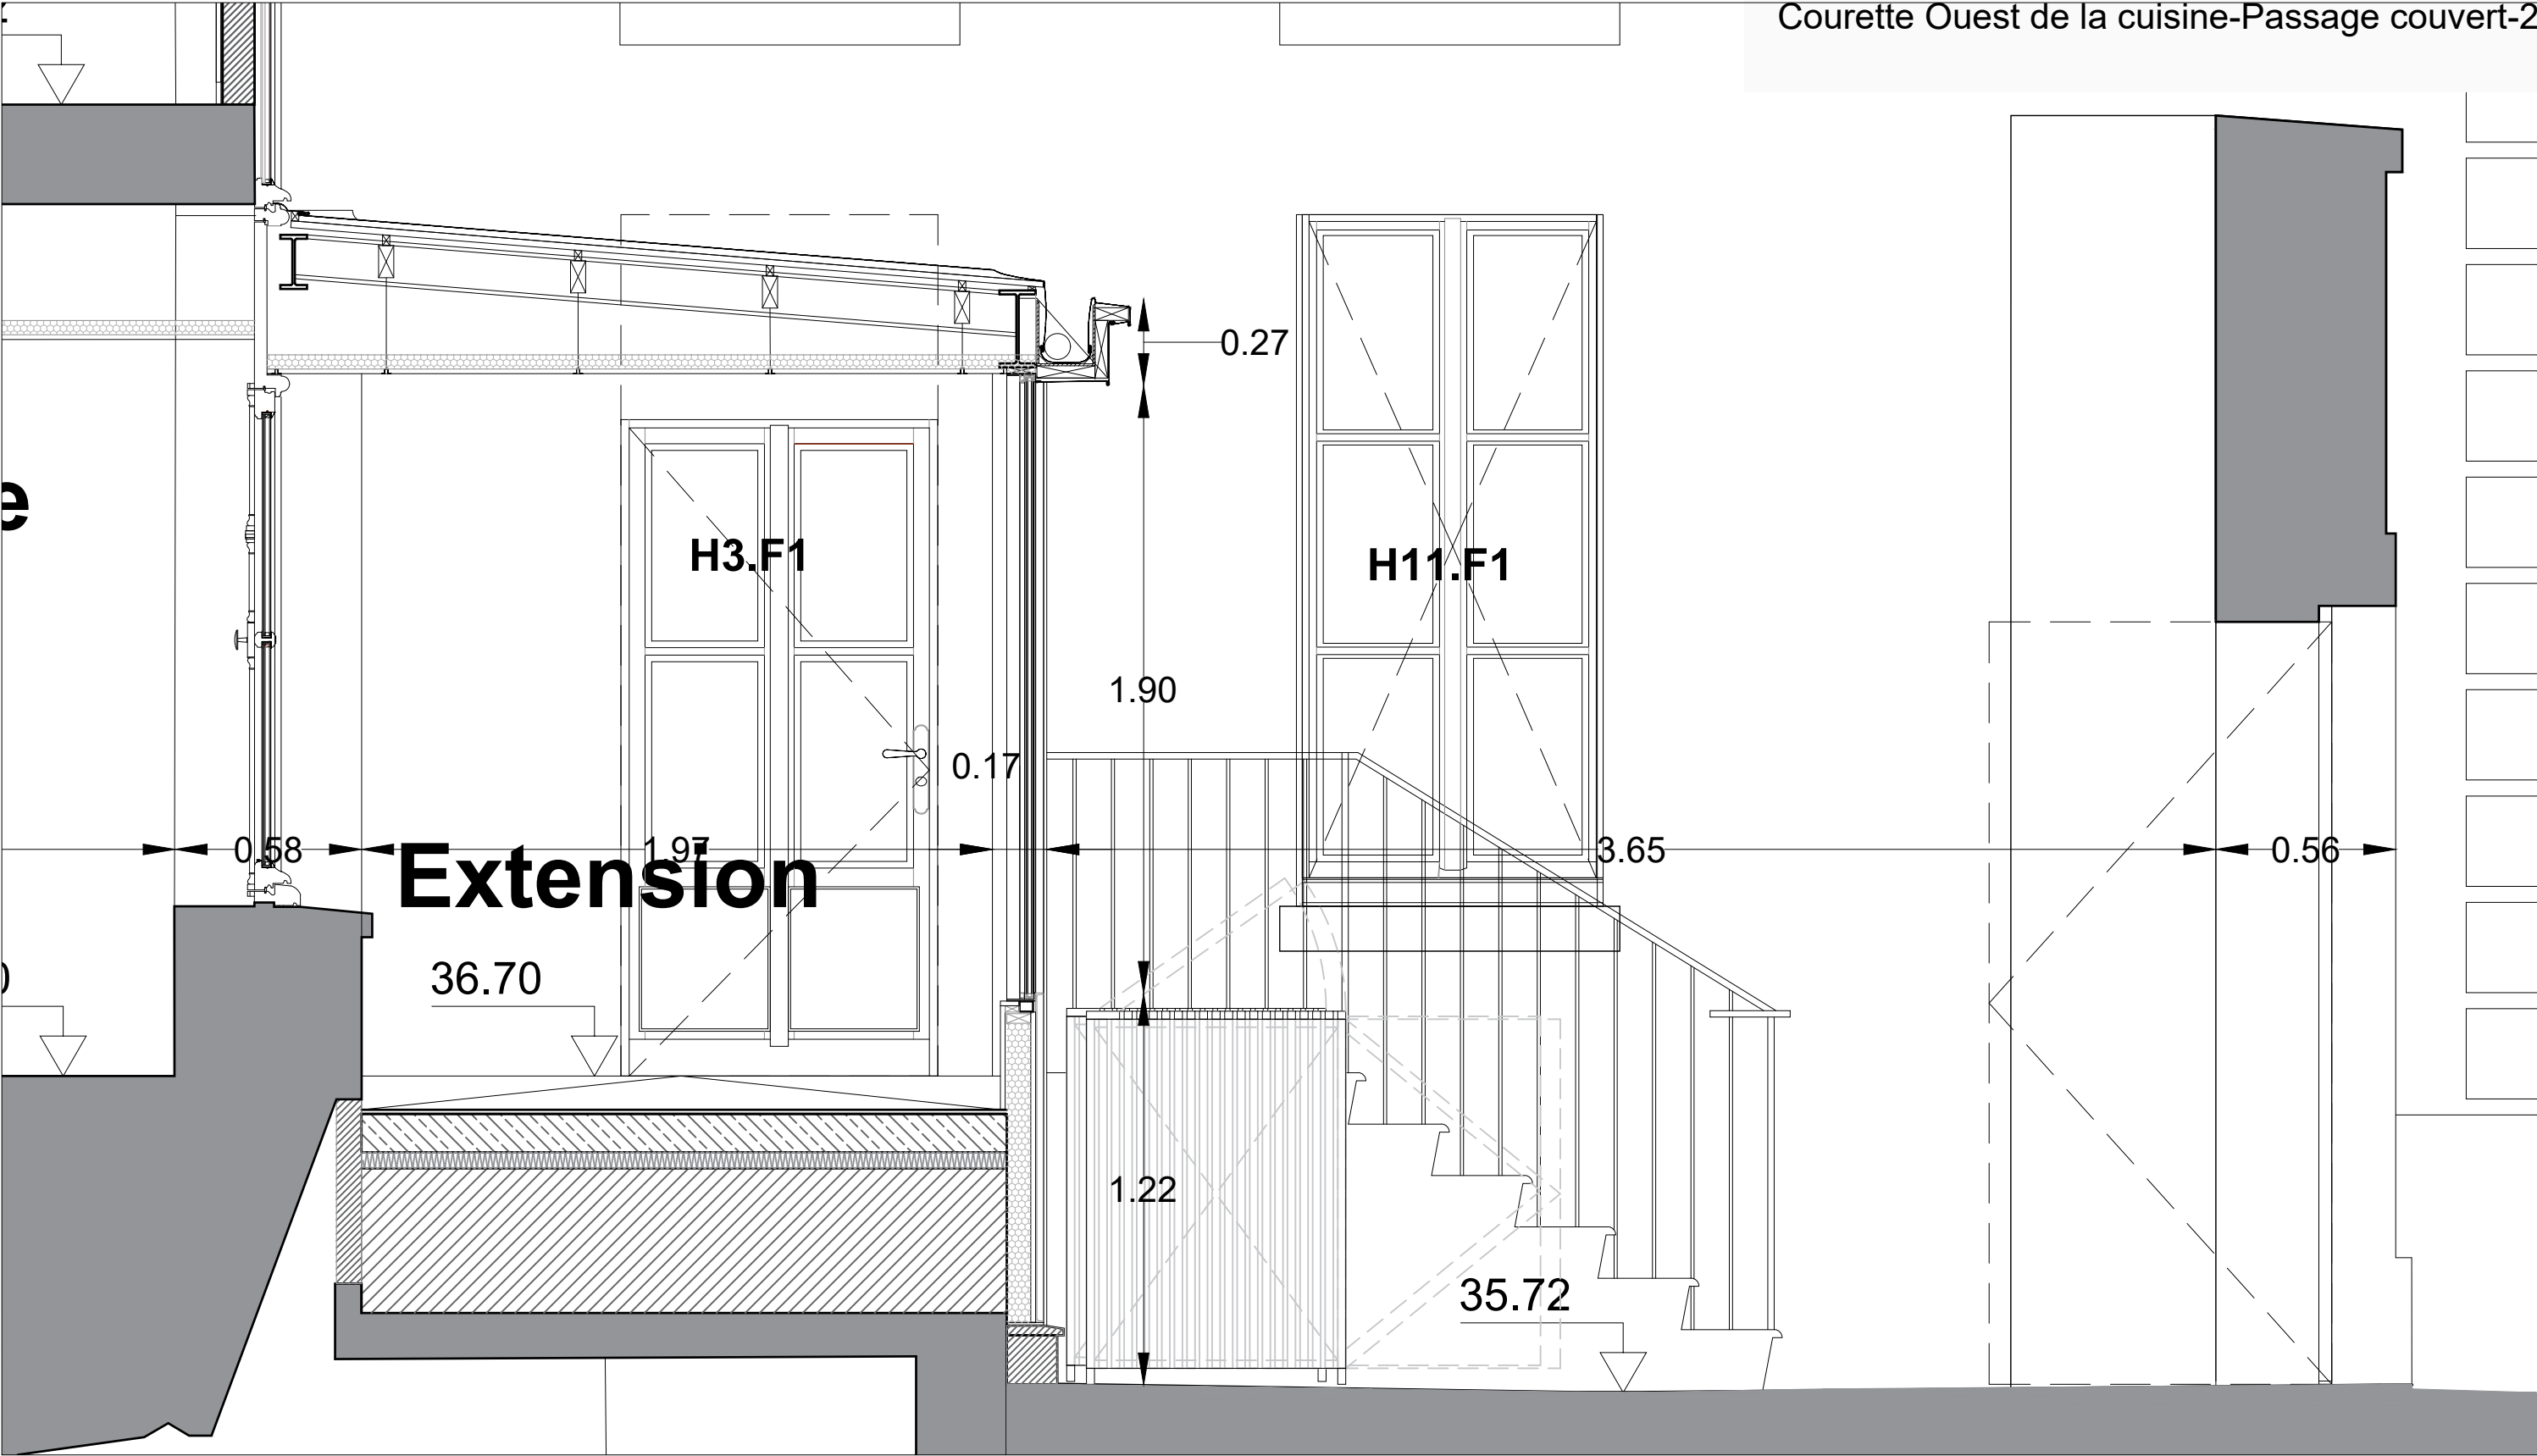 Courette Ouest de la cuisine-Passage couvert-2
0.27
e
H3.F1
H11.F1
1.90
0.17
0.58
1.97
3.65
0.56
Extension
36.70
1.22
35.72